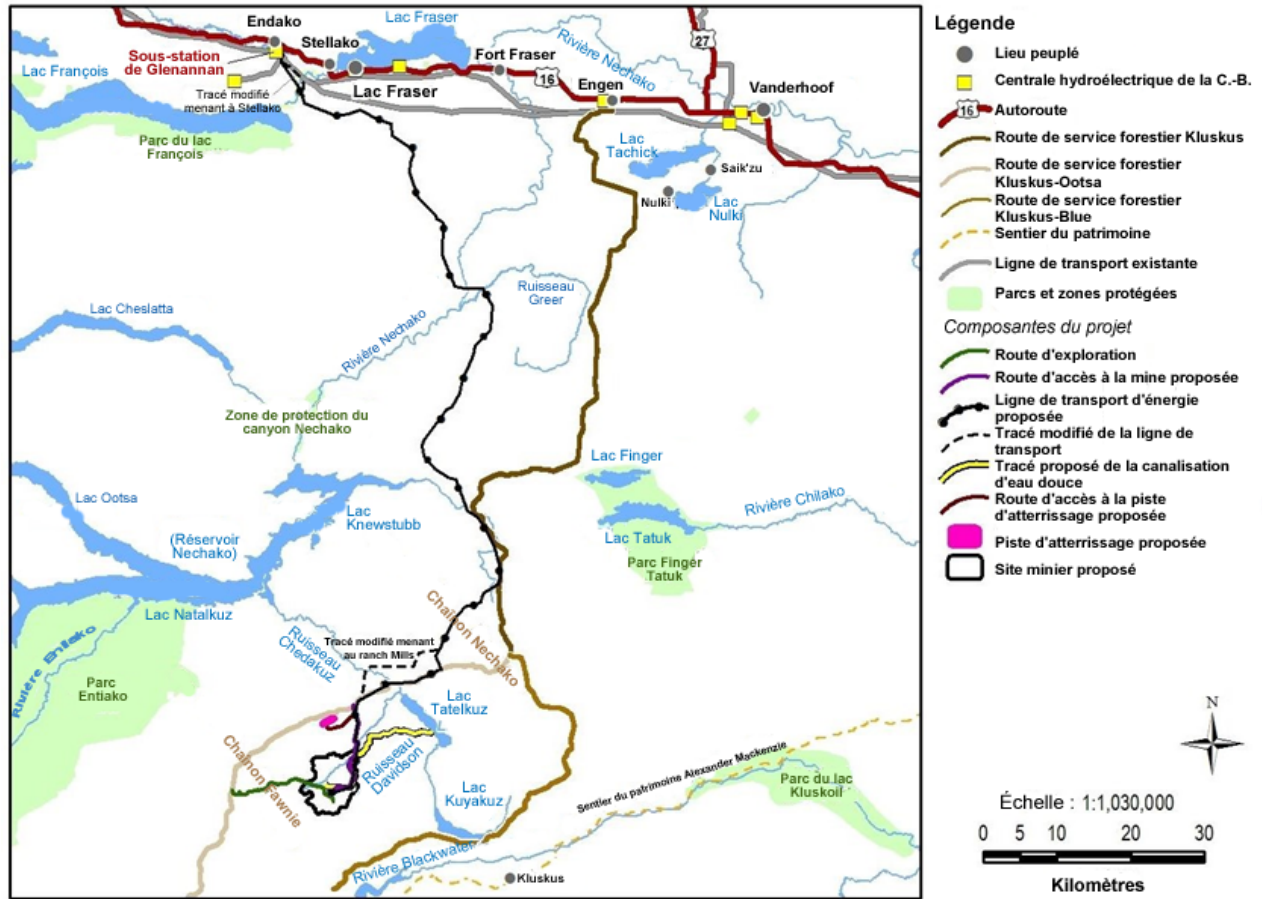 Endako
Lac Fraser
Stellako
Sous-station
de Glenannan
Lac François
Tracé modifié
menant à Stellako
Lac Fraser
Fort Fraser
16
Rivière Nechako
27
Engen
Vanderhoof
Parc du lac
François
Lac
Tachick
Saik'zu
Nulki
Lac
Nulki
Ruisseau
Greer
Lac Cheslatta
Rivière Nechako
Zone de protection du
canyon Nechako
Lac Finger
Lac Ootsa
Lac
Knewstubb
Rivière Chilako
(Réservoir
Nechako)
Lac Tatuk
Parc Finger
Tatuk
Lac Natalkuz
Rivière Entiako
Chaînon Nechako
Ruisseau
Chedakuz
Tracé modifié menant
au ranch Mills
Parc
Entiako
Lac
Tatelkuz
Chaînon Fawnie
Ruisseau
Davidson
Lac
Kuyakuz
Sentier du patrimoine Alexander Mackenzie
Parc du lac
Kluskoil
Rivière Blackwater
Kluskus
Légende
Lieu peuplé
Centrale hydroélectrique de la C.-B.
16
Autoroute
Route de service forestier Kluskus
Route de service forestier
Kluskus-Ootsa
Route de service forestier
Kluskus-Blue
Sentier du patrimoine
Ligne de transport existante
Parcs et zones protégées
Composantes du projet
Route d'exploration
Route d'accès à la mine proposée
Ligne de transport d'énergie
proposée
Tracé modifié de la ligne de
transport
Tracé proposé de la canalisation
d'eau douce
Route d'accès à la piste
d'atterrissage proposée
Piste d'atterrissage proposée
Site minier proposé
N
Échelle : 1:1,030,000
0 5 10 20 30
Kilomètres